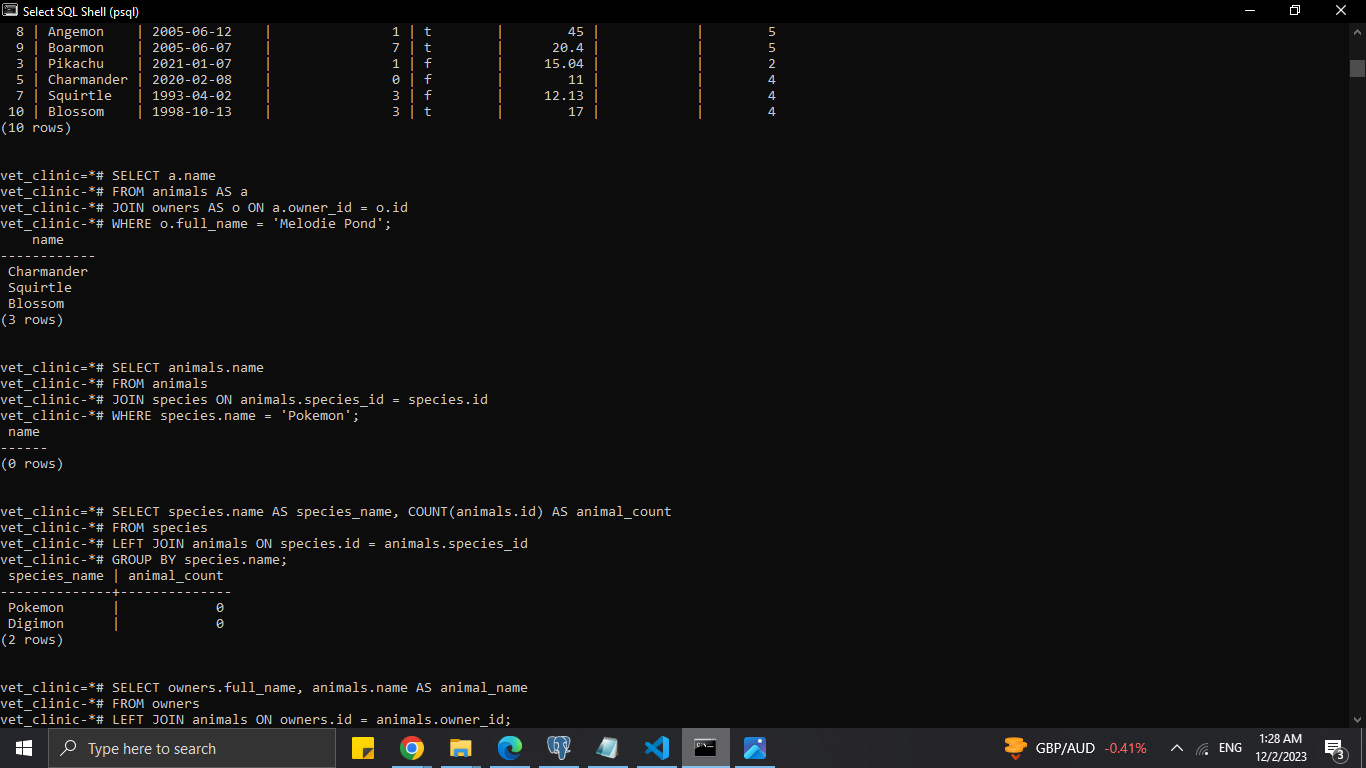 Select SQL Shell (psql)
  8 | Angemon    | 2005-06-12    |               1 | t        |        45 |            |        5
  9 | Boarmon    | 2005-06-07    |               7 | t        |      20.4 |            |        5
  3 | Pikachu    | 2021-01-07    |               1 | f        |     15.04 |            |        2
  5 | Charmander | 2020-02-08    |               0 | f        |        11 |            |        4
  7 | Squirtle   | 1993-04-02    |               3 | f        |     12.13 |            |        4
 10 | Blossom    | 1998-10-13    |               3 | t        |        17 |            |        4
(10 rows)
vet_clinic=*# SELECT a.name
vet_clinic-*# FROM animals AS a
vet_clinic-*# JOIN owners AS o ON a.owner_id = o.id
vet_clinic-*# WHERE o.full_name = 'Melodie Pond';
    name
------------
 Charmander
 Squirtle
 Blossom
(3 rows)
vet_clinic=*# SELECT animals.name
vet_clinic-*# FROM animals
vet_clinic-*# JOIN species ON animals.species_id = species.id
vet_clinic-*# WHERE species.name = 'Pokemon';
 name
------
(0 rows)
vet_clinic=*# SELECT species.name AS species_name, COUNT(animals.id) AS animal_count
vet_clinic-*# FROM species
vet_clinic-*# LEFT JOIN animals ON species.id = animals.species_id
vet_clinic-*# GROUP BY species.name;
 species_name | animal_count
--------------+--------------
 Pokemon      |            0
 Digimon      |            0
(2 rows)
vet_clinic=*# SELECT owners.full_name, animals.name AS animal_name
vet_clinic-*# FROM owners
vet_clinic-*# LEFT JOIN animals ON owners.id = animals.owner_id;
Type here to search
GBP/AUD -0.41%
ENG
1:28 AM
12/2/2023
3